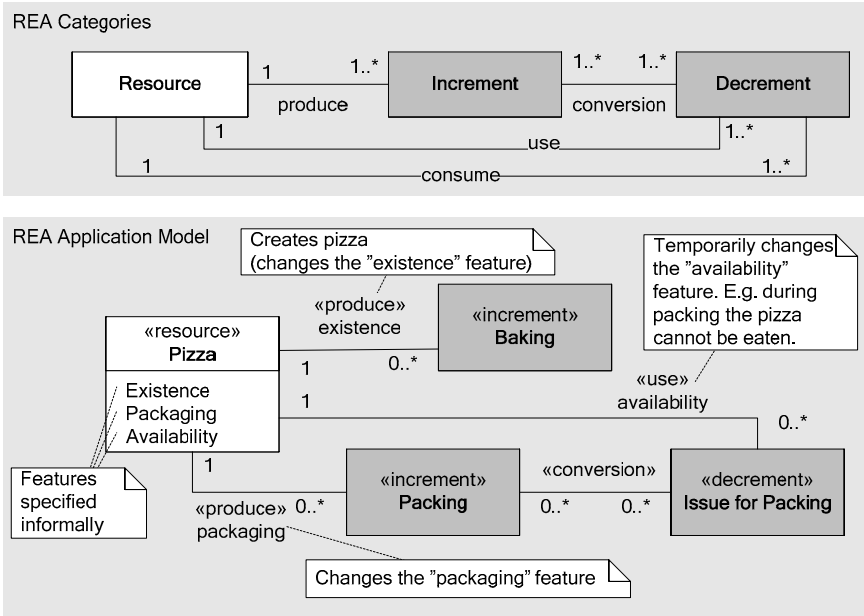 REA Categories
Resource
1
1..*
produce
Increment
1..*
1..*
conversion
Decrement
1
use
1..*
1
consume
1..*
REA Application Model
Creates pizza
(changes the ”existence” feature)
Temporarily changes
the ”availability”
feature. E.g. during
packing the pizza
cannot be eaten.
«produce»
existence
«increment»
Baking
«resource»
Pizza
1
0..*
Existence
Packaging
Availability
1
«use»
availability
0..*
Features
specified
informally
1
«produce»
packaging
0..*
«increment»
Packing
«conversion»
0..*
0..*
«decrement»
Issue for Packing
Changes the ”packaging” feature